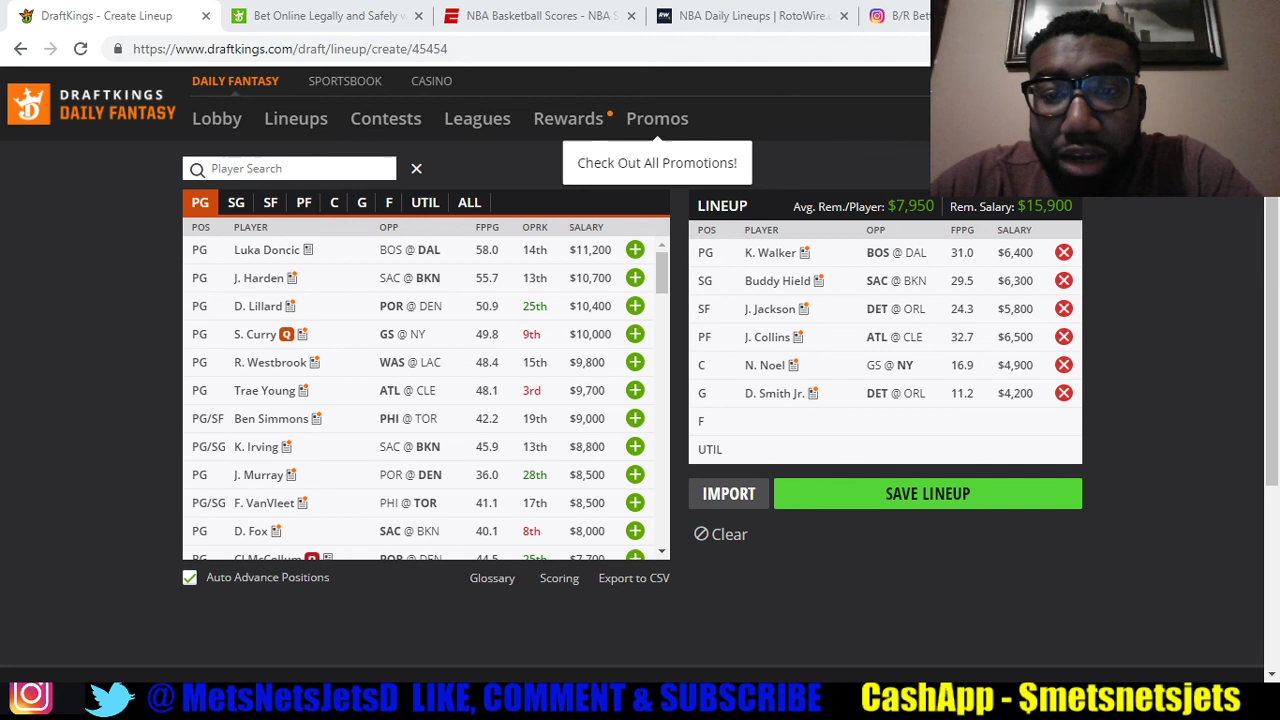 DraftKings - Create Lineup
Bet Online Legally and Safely
NBA Basketball Scores - NBA S
NBA Daily Lineups | RotoWire.c
B/R Bet
https://www.draftkings.com/draft/lineup/create/45454
DRAFTKINGS
DAILY FANTASY
DAILY FANTASY SPORTSBOOK CASINO
Lobby Lineups Contests Leagues Rewards Promos
Check Out All Promotions!
Player Search
PG SG SF PF C G F UTIL ALL
POS PLAYER OPP FPPG OPRK SALARY
PG Luka Doncic BOS @ DAL 58.0 14th $11,200
PG J. Harden SAC @ BKN 55.7 13th $10,700
PG D. Lillard POR @ DEN 50.9 25th $10,400
PG S. Curry Q GS @ NY 49.8 9th $10,000
PG R. Westbrook WAS @ LAC 48.4 15th $9,800
PG Trae Young ATL @ CLE 48.1 3rd $9,700
PG/SF Ben Simmons PHI @ TOR 42.2 19th $9,000
PG/SG K. Irving SAC @ BKN 45.9 13th $8,800
PG J. Murray POR @ DEN 36.0 28th $8,500
PG/SG F. VanVleet PHI @ TOR 41.1 17th $8,500
PG D. Fox SAC @ BKN 40.1 8th $8,000
PG CJ McCollum POR @ DEN 44.5 25th $7,700
Auto Advance Positions
Glossary Scoring Export to CSV
LINEUP Avg. Rem./Player: $7,950 Rem. Salary: $15,900
POS PLAYER OPP FPPG SALARY
PG K. Walker BOS @ DAL 31.0 $6,400
SG Buddy Hield SAC @ BKN 29.5 $6,300
SF J. Jackson DET @ ORL 24.3 $5,800
PF J. Collins ATL @ CLE 32.7 $6,500
C N. Noel GS @ NY 16.9 $4,900
G D. Smith Jr. DET @ ORL 11.2 $4,200
F
UTIL
IMPORT SAVE LINEUP
Clear
@MetsNetsJetsD LIKE, COMMENT & SUBSCRIBE CashApp - $metsnetsjets